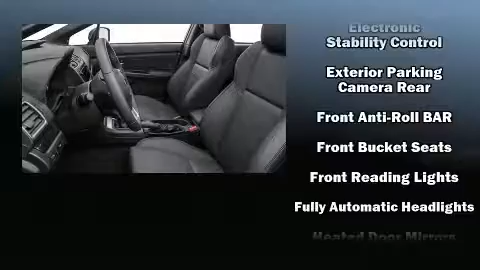 Electronic
Stability Control
Exterior Parking
Camera Rear
Front Anti-Roll BAR
Front Bucket Seats
Front Reading Lights
Fully Automatic Headlights
Heated Door Mirrors